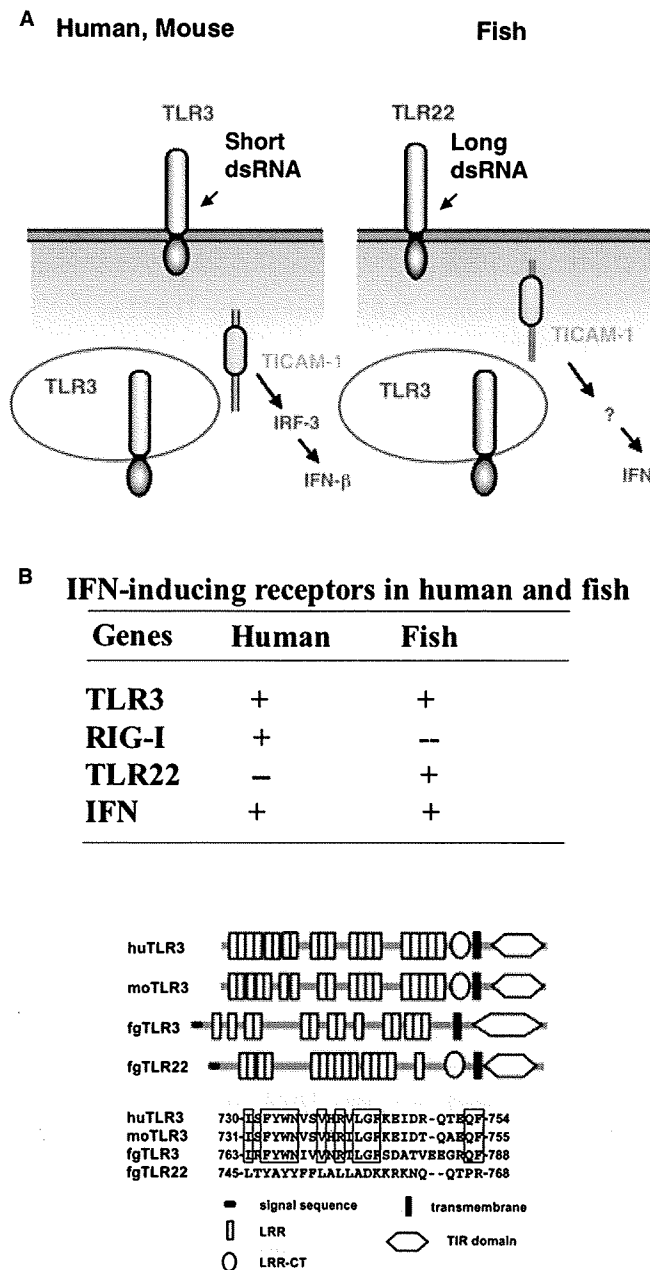 A
Human, Mouse Fish
TLR3 TLR22
Short dsRNA
Long dsRNA
TICAM-1 TICAM-1
TLR3 TLR3
IRF-3 ?
IFN-β IFN
B
IFN-inducing receptors in human and fish
Genes Human Fish
TLR3 + +
RIG-I + --
TLR22 – +
IFN + +
huTLR3
moTLR3
fgTLR3
fgTLR22
huTLR3 730-ISFYWNVSVHRVLGFKEIDR-QTEQF-754
moTLR3 731-ISFYWNVSVHRILGFKEIDT-QAEQF-755
fgTLR3 763-IRFYWNIVVNRTLGFSDATVEEGRQF-788
fgTLR22 745-LTYAYYFFLALLADKKRKNQ--QTPR-768
signal sequence transmembrane
LRR TIR domain
LRR-CT